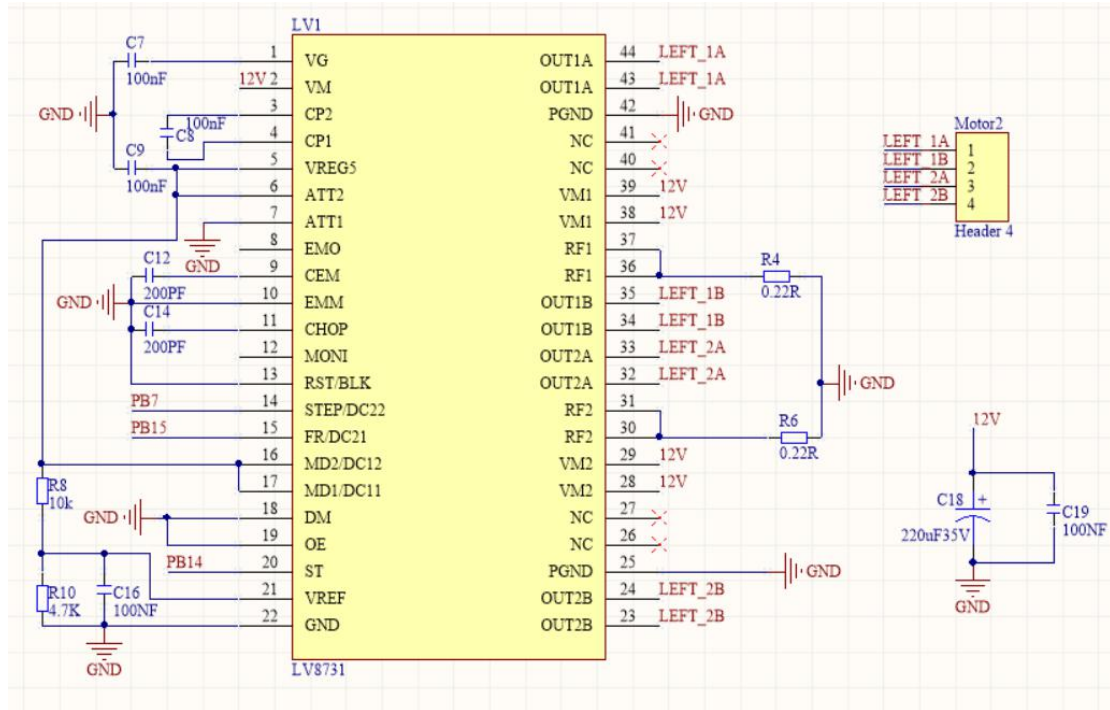 LV1
C7
100nF
1 VG
OUT1A 44 LEFT_1A
12V 2 VM
OUT1A 43 LEFT_1A
3 CP2
PGND 42 GND
GND
100nF
C8
4 CP1
NC 41
C9
100nF
5 VREG5
NC 40
6 ATT2
VM1 39 12V
7 ATT1
VM1 38 12V
GND
8 EMO
RF1 37
C12
200PF
9 CEM
RF1 36
R4
0.22R
GND
10 EMM
OUT1B 35 LEFT_1B
C14
200PF
11 CHOP
OUT1B 34 LEFT_1B
12 MONI
OUT2A 33 LEFT_2A
13 RST/BLK
OUT2A 32 LEFT_2A
GND
PB7 14 STEP/DC22
RF2 31
PB15 15 FR/DC21
RF2 30
R6
0.22R
16 MD2/DC12
VM2 29 12V
R8
10k
17 MD1/DC11
VM2 28 12V
GND
18 DM
NC 27
19 OE
NC 26
PB14 20 ST
PGND 25 GND
R10
4.7K
C16
100NF
21 VREF
OUT2B 24 LEFT_2B
22 GND
OUT2B 23 LEFT_2B
GND
LV8731
Motor2
LEFT_1A 1
LEFT_1B 2
LEFT_2A 3
LEFT_2B 4
Header 4
12V
C18 +
220uF35V
C19
100NF
GND